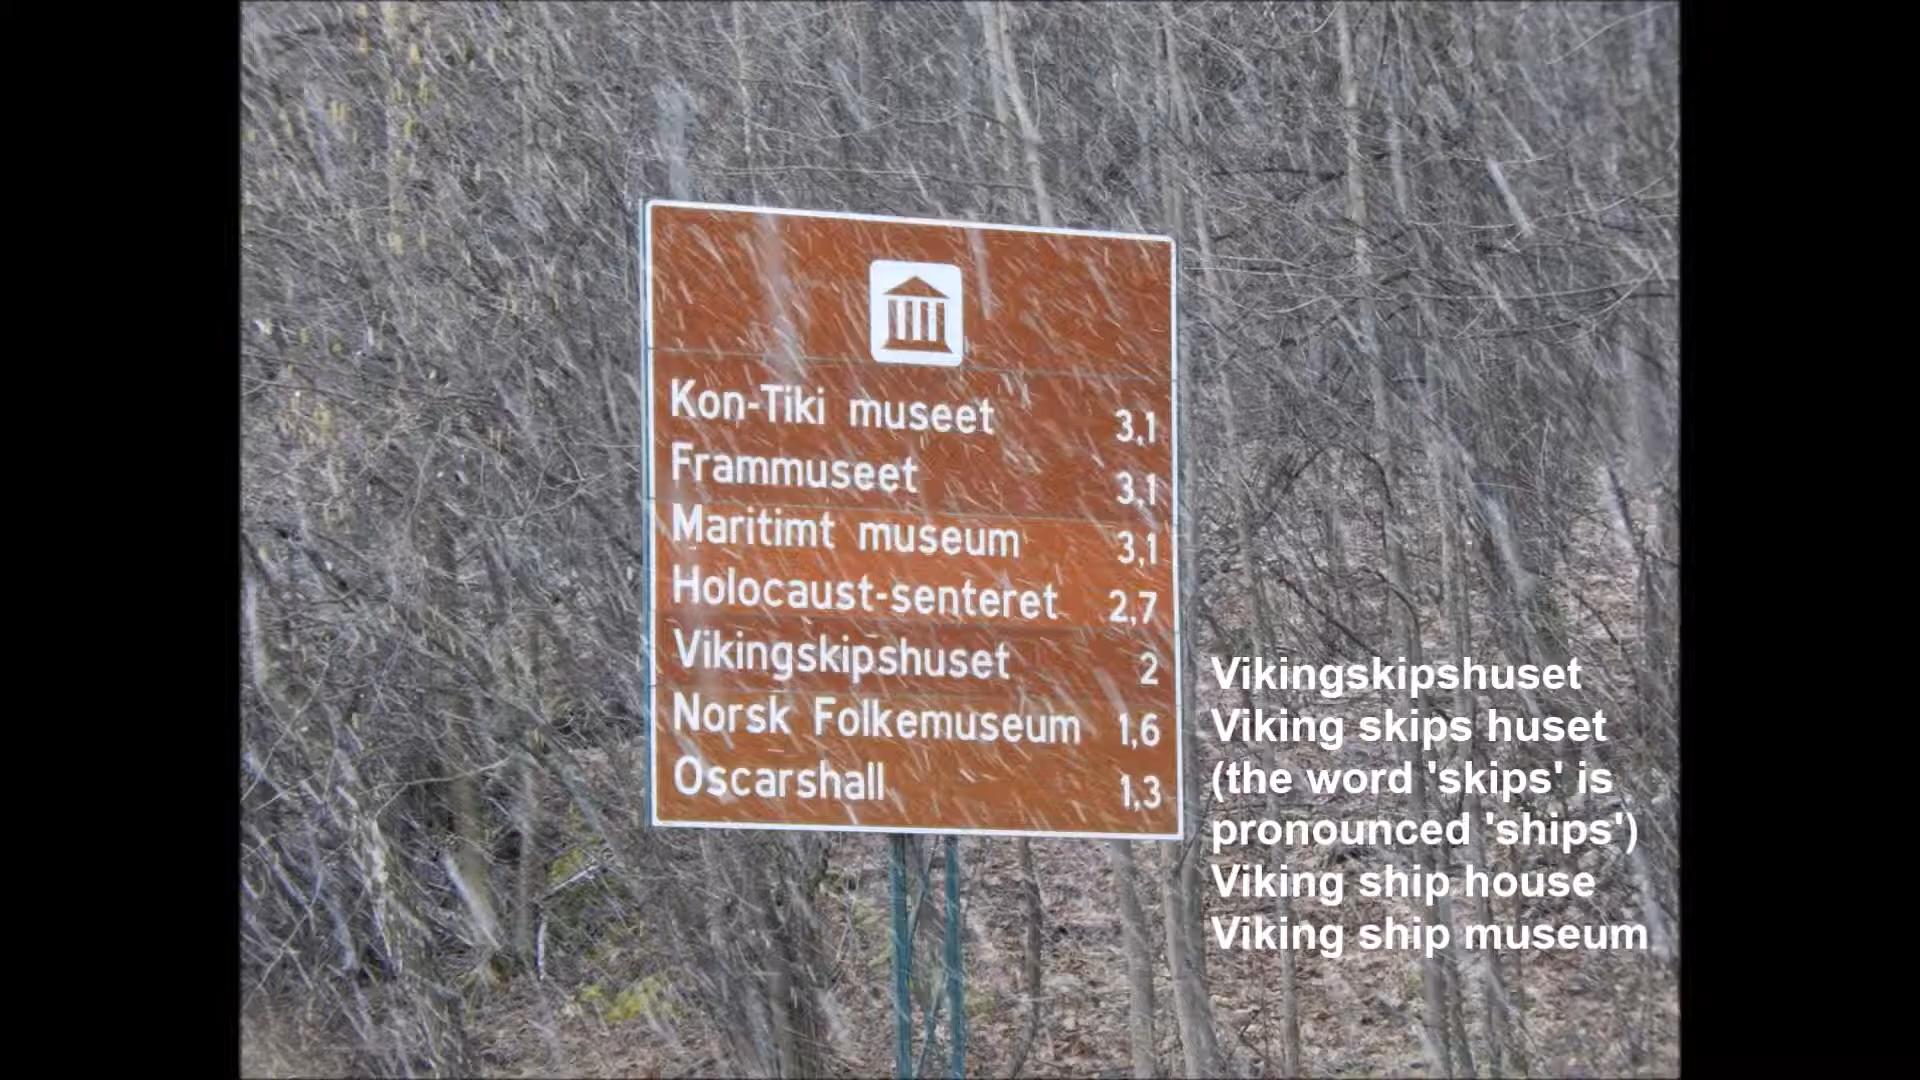 Kon-Tiki museet 3,1
Frammuseet 3,1
Maritimt museum 3,1
Holocaust-senteret 2,7
Vikingskipshuset 2
Norsk Folkemuseum 1,6
Oscarshall 1,3
Vikingskipshuset
Viking skips huset
(the word 'skips' is
pronounced 'ships')
Viking ship house
Viking ship museum